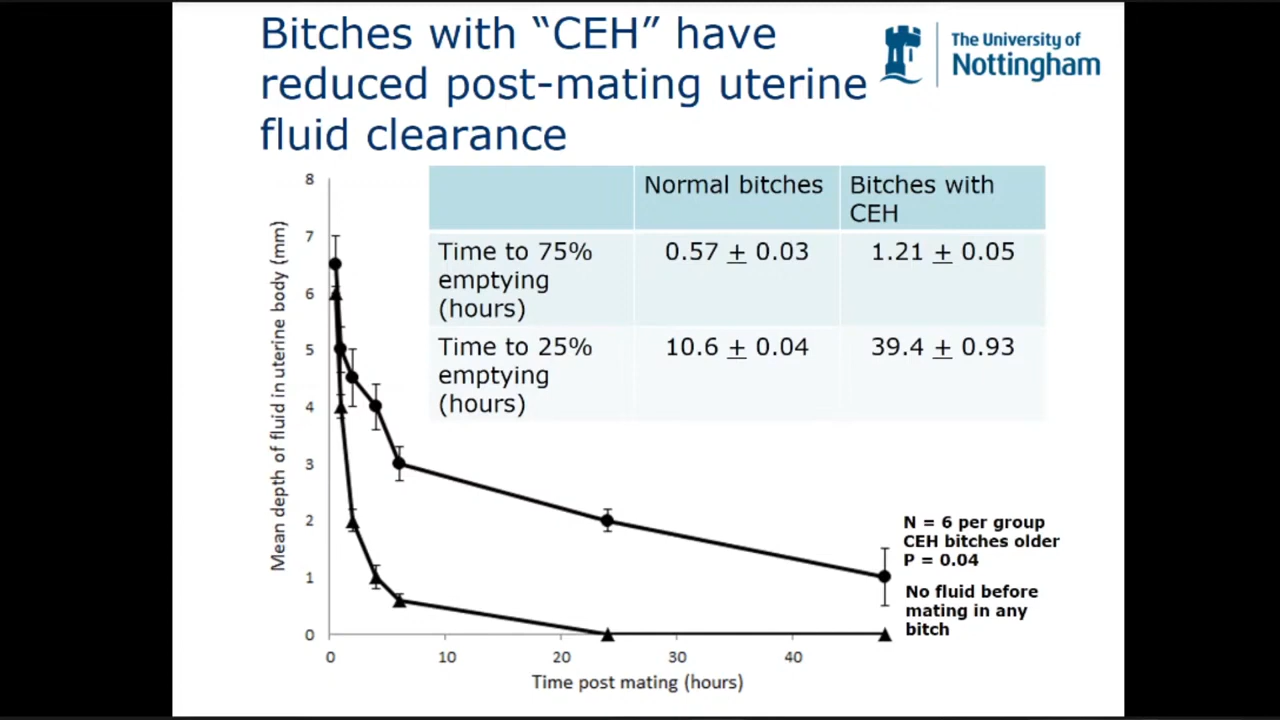 Bitches with “CEH” have
reduced post-mating uterine
fluid clearance
The University of
Nottingham
Normal bitches
Bitches with
CEH
Time to 75%
emptying
(hours)
0.57 ± 0.03
1.21 ± 0.05
Time to 25%
emptying
(hours)
10.6 ± 0.04
39.4 ± 0.93
Mean depth of fluid in uterine body (mm)
8
7
6
5
4
3
2
1
0
0
10
20
30
40
Time post mating (hours)
N = 6 per group
CEH bitches older
P = 0.04
No fluid before
mating in any
bitch